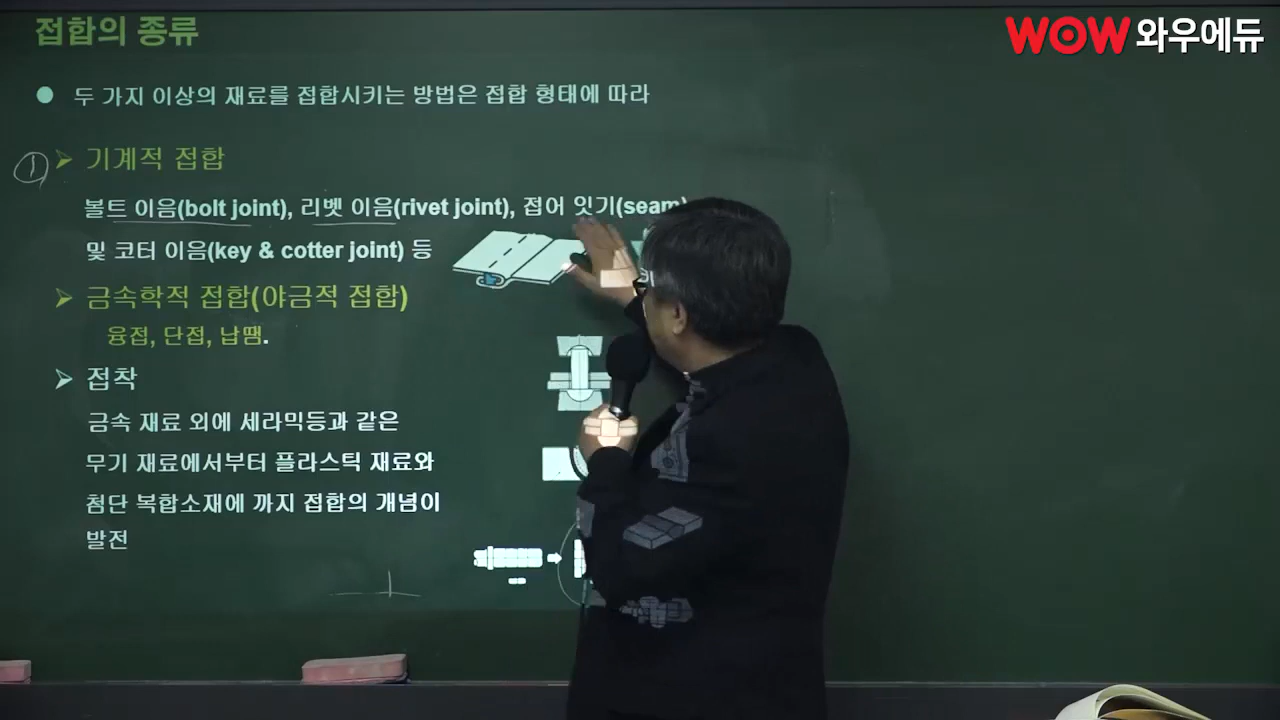 접합의 종류
WOW 와우에듀
두 가지 이상의 재료를 접합시키는 방법은 접합 형태에 따라
① 기계적 접합
볼트 이음(bolt joint), 리벳 이음(rivet joint), 접어 잇기(seam)
및 코터 이음(key & cotter joint) 등
금속학적 접합(야금적 접합)
융접, 단접, 납땜.
접착
금속 재료 외에 세라믹등과 같은
무기 재료에서부터 플라스틱 재료와
첨단 복합소재에 까지 접합의 개념이
발전